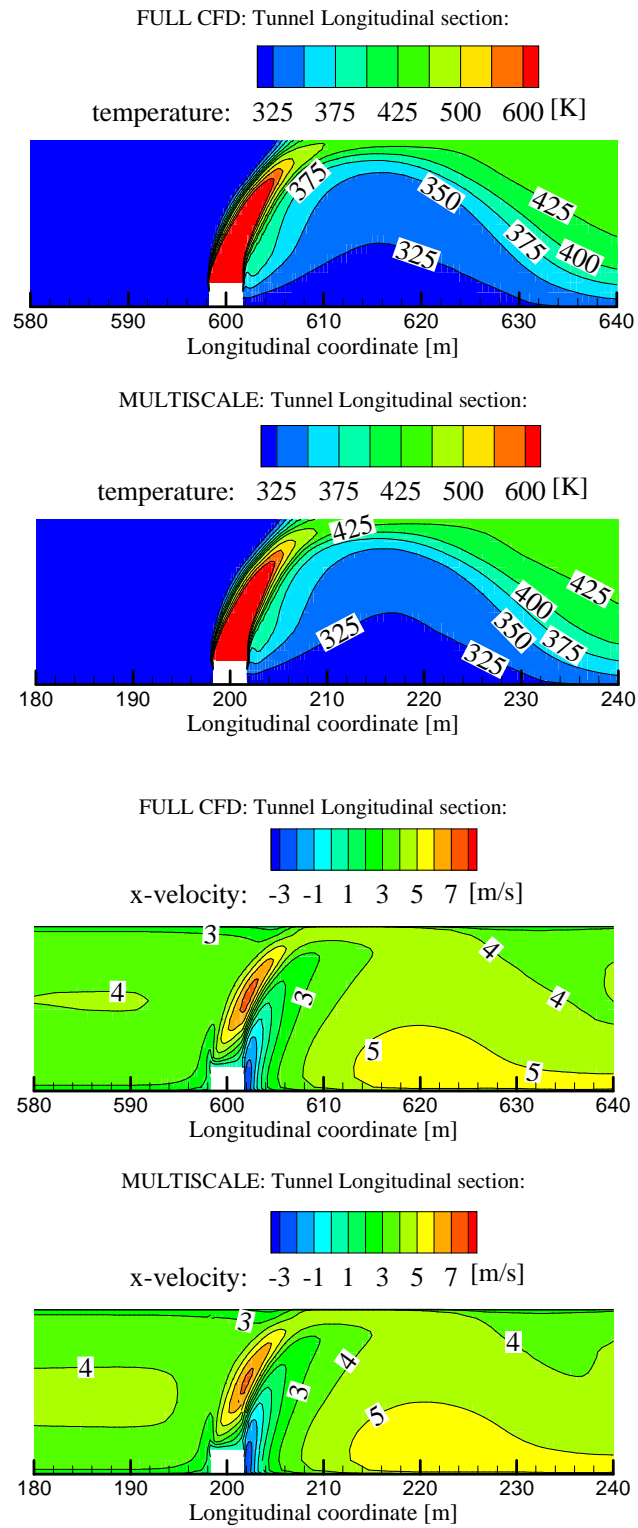 FULL CFD: Tunnel Longitudinal section:
temperature: 325 375 425 500 600 [K]
375
350
425
325
375
400
580 590 600 610 620 630 640
Longitudinal coordinate [m]
MULTISCALE: Tunnel Longitudinal section:
temperature: 325 375 425 500 600 [K]
425
425
400
325
350
375
325
180 190 200 210 220 230 240
Longitudinal coordinate [m]
FULL CFD: Tunnel Longitudinal section:
x-velocity: -3 -1 1 3 5 7 [m/s]
3
4
4
3
4
5
5
580 590 600 610 620 630 640
Longitudinal coordinate [m]
MULTISCALE: Tunnel Longitudinal section:
x-velocity: -3 -1 1 3 5 7 [m/s]
3
4
4
4
3
5
180 190 200 210 220 630 640
Longitudinal coordinate [m]